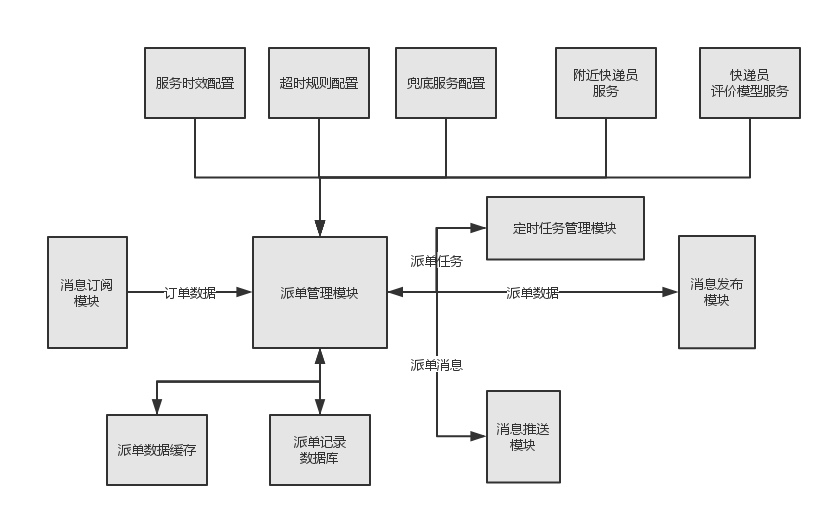 服务时效配置
超时规则配置
兜底服务配置
附近快递员
服务
快递员
评价模型服务
定时任务管理模块
派单任务
消息订阅
模块
订单数据
派单管理模块
派单数据
消息发布
模块
派单消息
派单数据缓存
派单记录
数据库
消息推送
模块